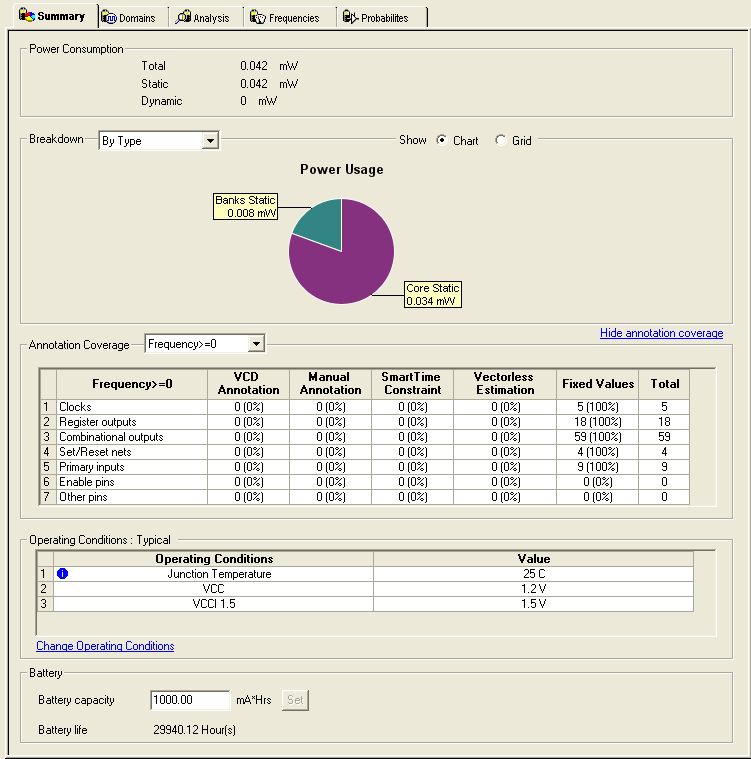 Summary Domains Analysis Frequencies Probabilites
Power Consumption
Total 0.042 mW
Static 0.042 mW
Dynamic 0 mW
Breakdown By Type Show Chart Grid
Power Usage
Banks Static
0.008 mW
Core Static
0.034 mW
Hide annotation coverage
Annotation Coverage Frequency>=0
Frequency>=0 VCD Annotation Manual Annotation SmartTime Constraint Vectorless Estimation Fixed Values Total
1 Clocks 0 (0%) 0 (0%) 0 (0%) 0 (0%) 5 (100%) 5
2 Register outputs 0 (0%) 0 (0%) 0 (0%) 0 (0%) 18 (100%) 18
3 Combinational outputs 0 (0%) 0 (0%) 0 (0%) 0 (0%) 59 (100%) 59
4 Set/Reset nets 0 (0%) 0 (0%) 0 (0%) 0 (0%) 4 (100%) 4
5 Primary inputs 0 (0%) 0 (0%) 0 (0%) 0 (0%) 9 (100%) 9
6 Enable pins 0 (0%) 0 (0%) 0 (0%) 0 (0%) 0 (0%) 0
7 Other pins 0 (0%) 0 (0%) 0 (0%) 0 (0%) 0 (0%) 0
Operating Conditions : Typical
Operating Conditions Value
1 Junction Temperature 25 C
2 VCC 1.2 V
3 VCCI 1.5 1.5 V
Change Operating Conditions
Battery
Battery capacity 1000.00 mA*Hrs Set
Battery life 29940.12 Hour(s)